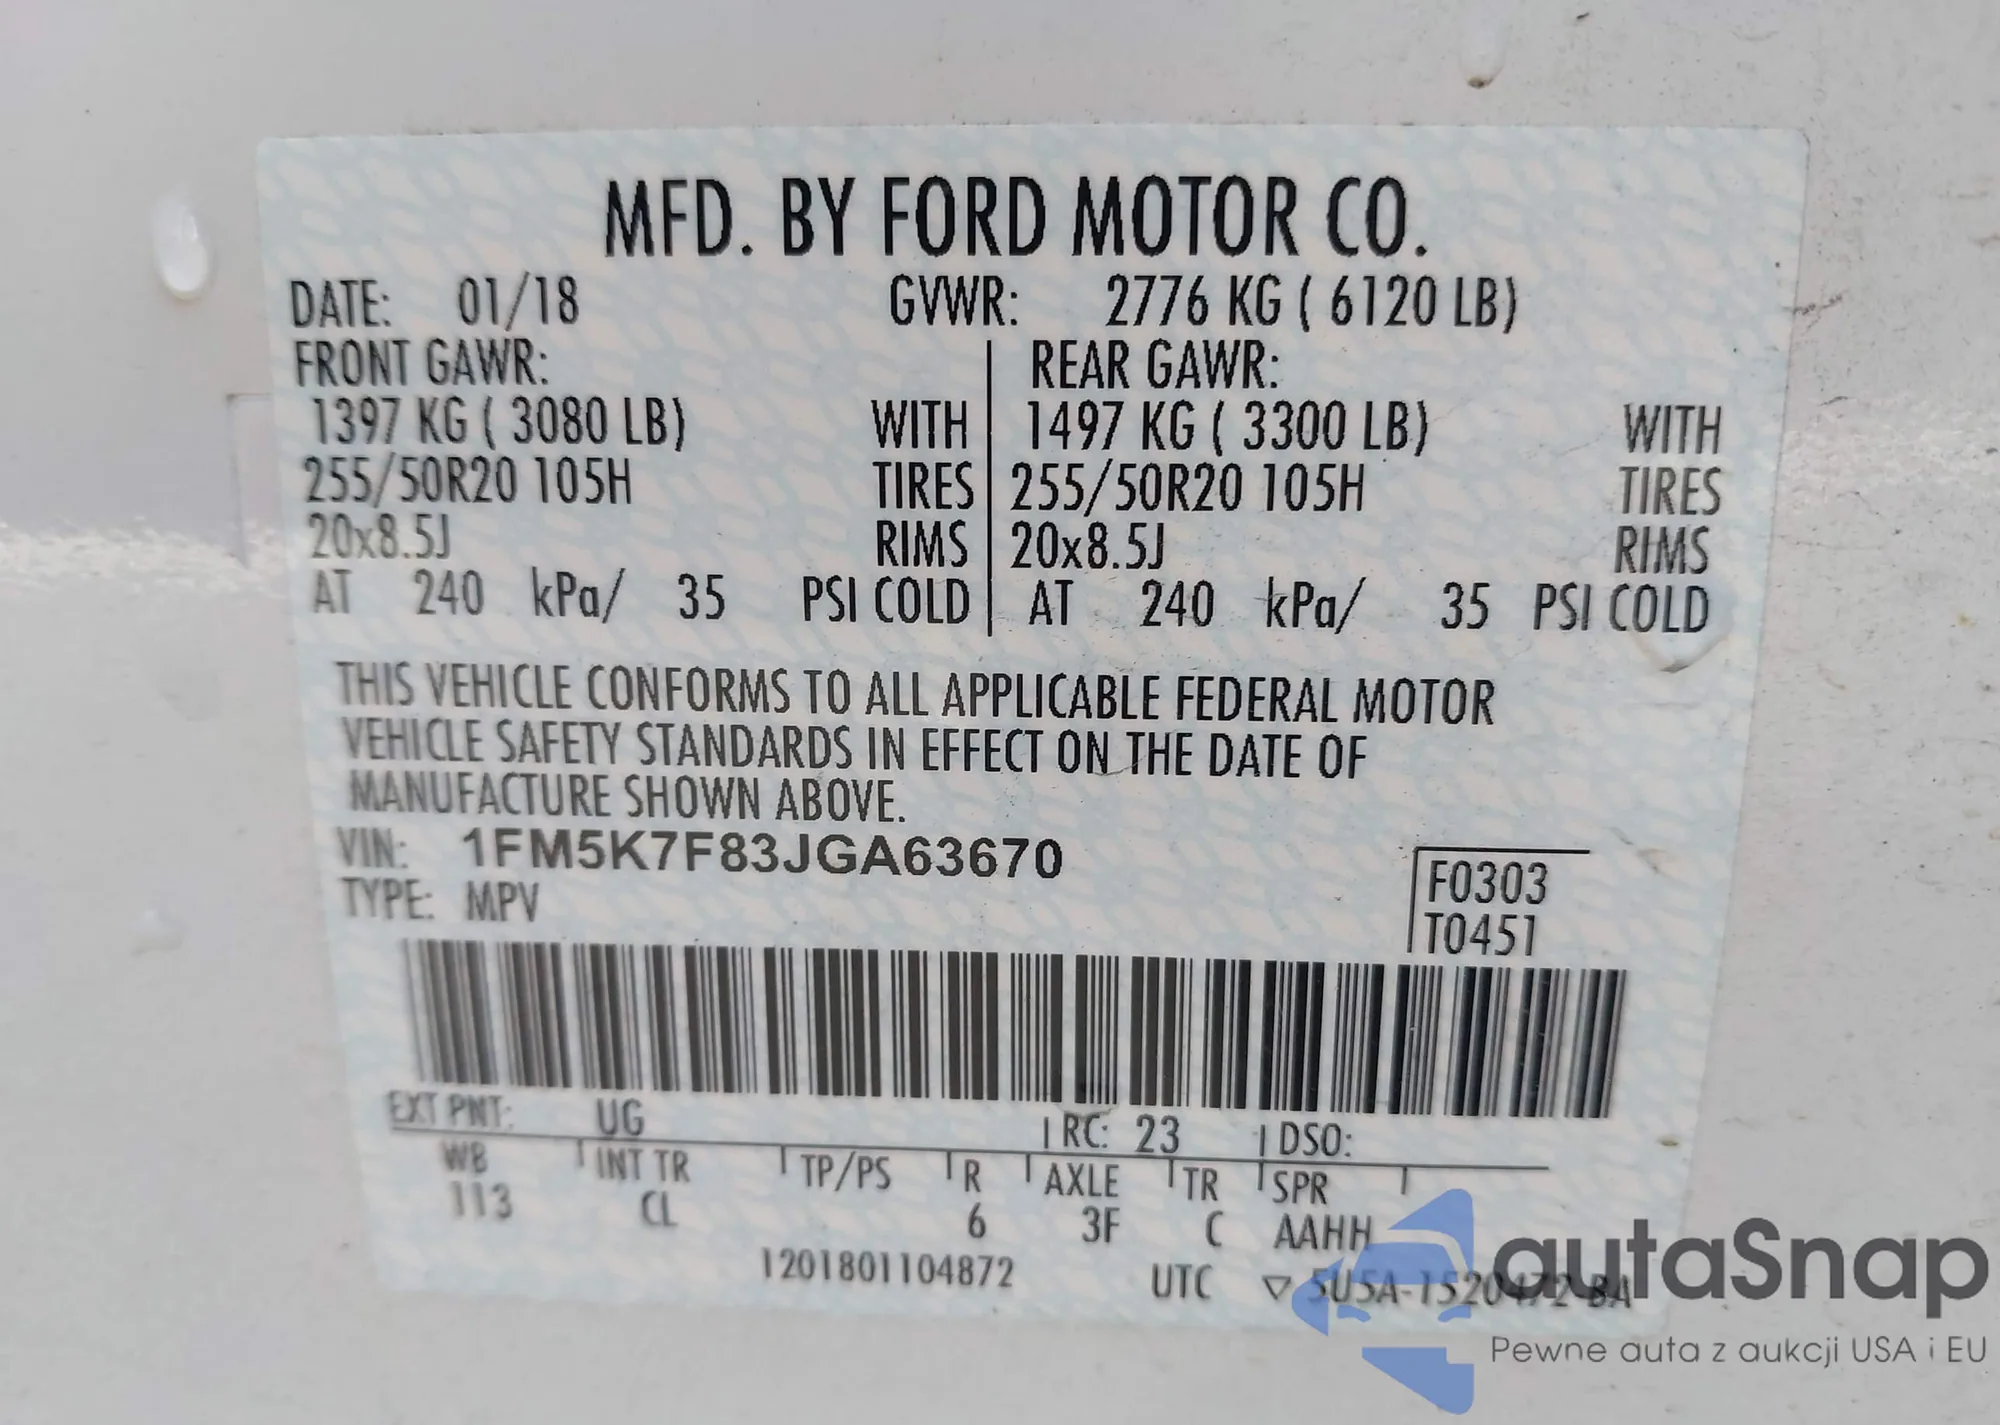 MFD. BY FORD MOTOR CO.
DATE: 01/18 GVWR: 2776 KG ( 6120 LB)
FRONT GAWR: REAR GAWR:
1397 KG ( 3080 LB) WITH 1497 KG ( 3300 LB) WITH
255/50R20 105H TIRES 255/50R20 105H TIRES
20x8.5J RIMS 20x8.5J RIMS
AT 240 kPa/ 35 PSI COLD AT 240 kPa/ 35 PSI COLD
THIS VEHICLE CONFORMS TO ALL APPLICABLE FEDERAL MOTOR
VEHICLE SAFETY STANDARDS IN EFFECT ON THE DATE OF
MANUFACTURE SHOWN ABOVE.
VIN: 1FM5K7F83JGA63670
TYPE: MPV
F0303
T0451
EXT PNT: UG RC: 23 DSO:
WB INT TR TP/PS R AXLE TR SPR
113 CL 6 3F C AAHH
1201801104872 UTC ▽ 5U5A-1520472-BA
autaSnap
Pewne auta z aukcji USA i EU